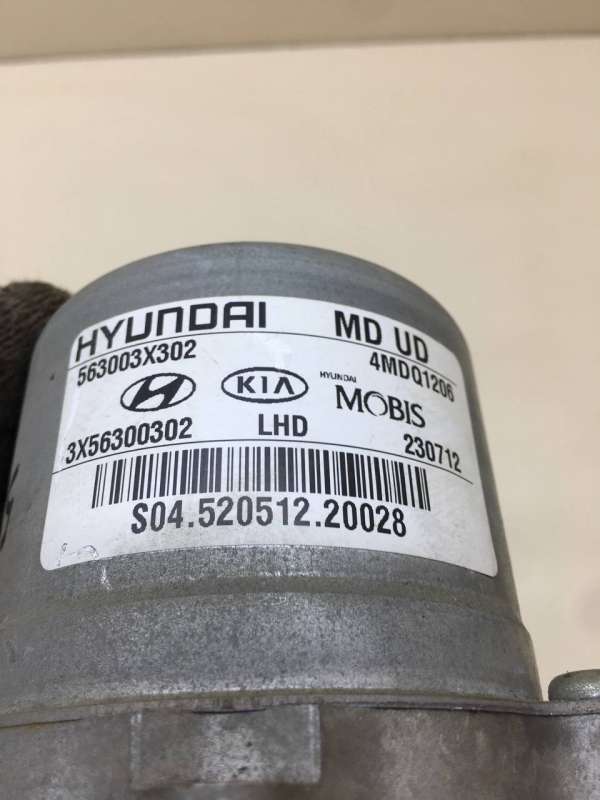 HYUNDAI MD UD
563003X302 4MDQ1206
KIA HYUNDAI MOBIS
3X56300302 LHD 230712
S04.520512.20028